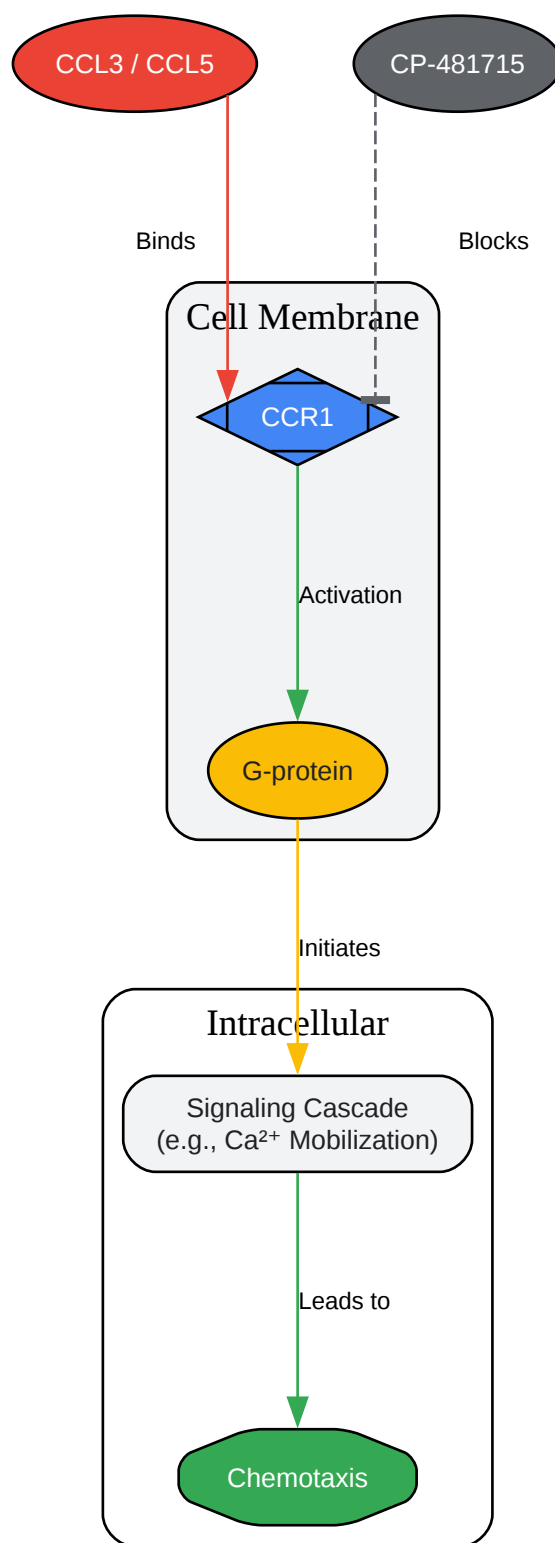 CCL3 / CCL5
CP-481715
Binds
Blocks
Cell Membrane
CCR1
Activation
G-protein
Initiates
Intracellular
Signaling Cascade
(e.g., Ca²⁺ Mobilization)
Leads to
Chemotaxis